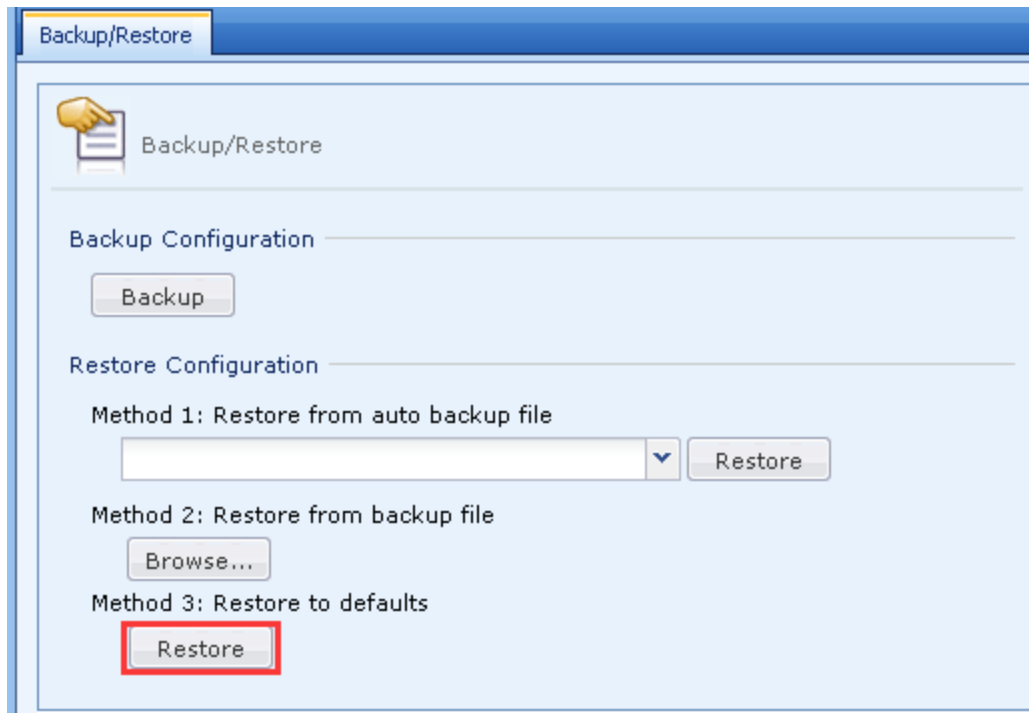 Backup/Restore
Backup/Restore
Backup Configuration
Backup
Restore Configuration
Method 1: Restore from auto backup file
Restore
Method 2: Restore from backup file
Browse...
Method 3: Restore to defaults
Restore